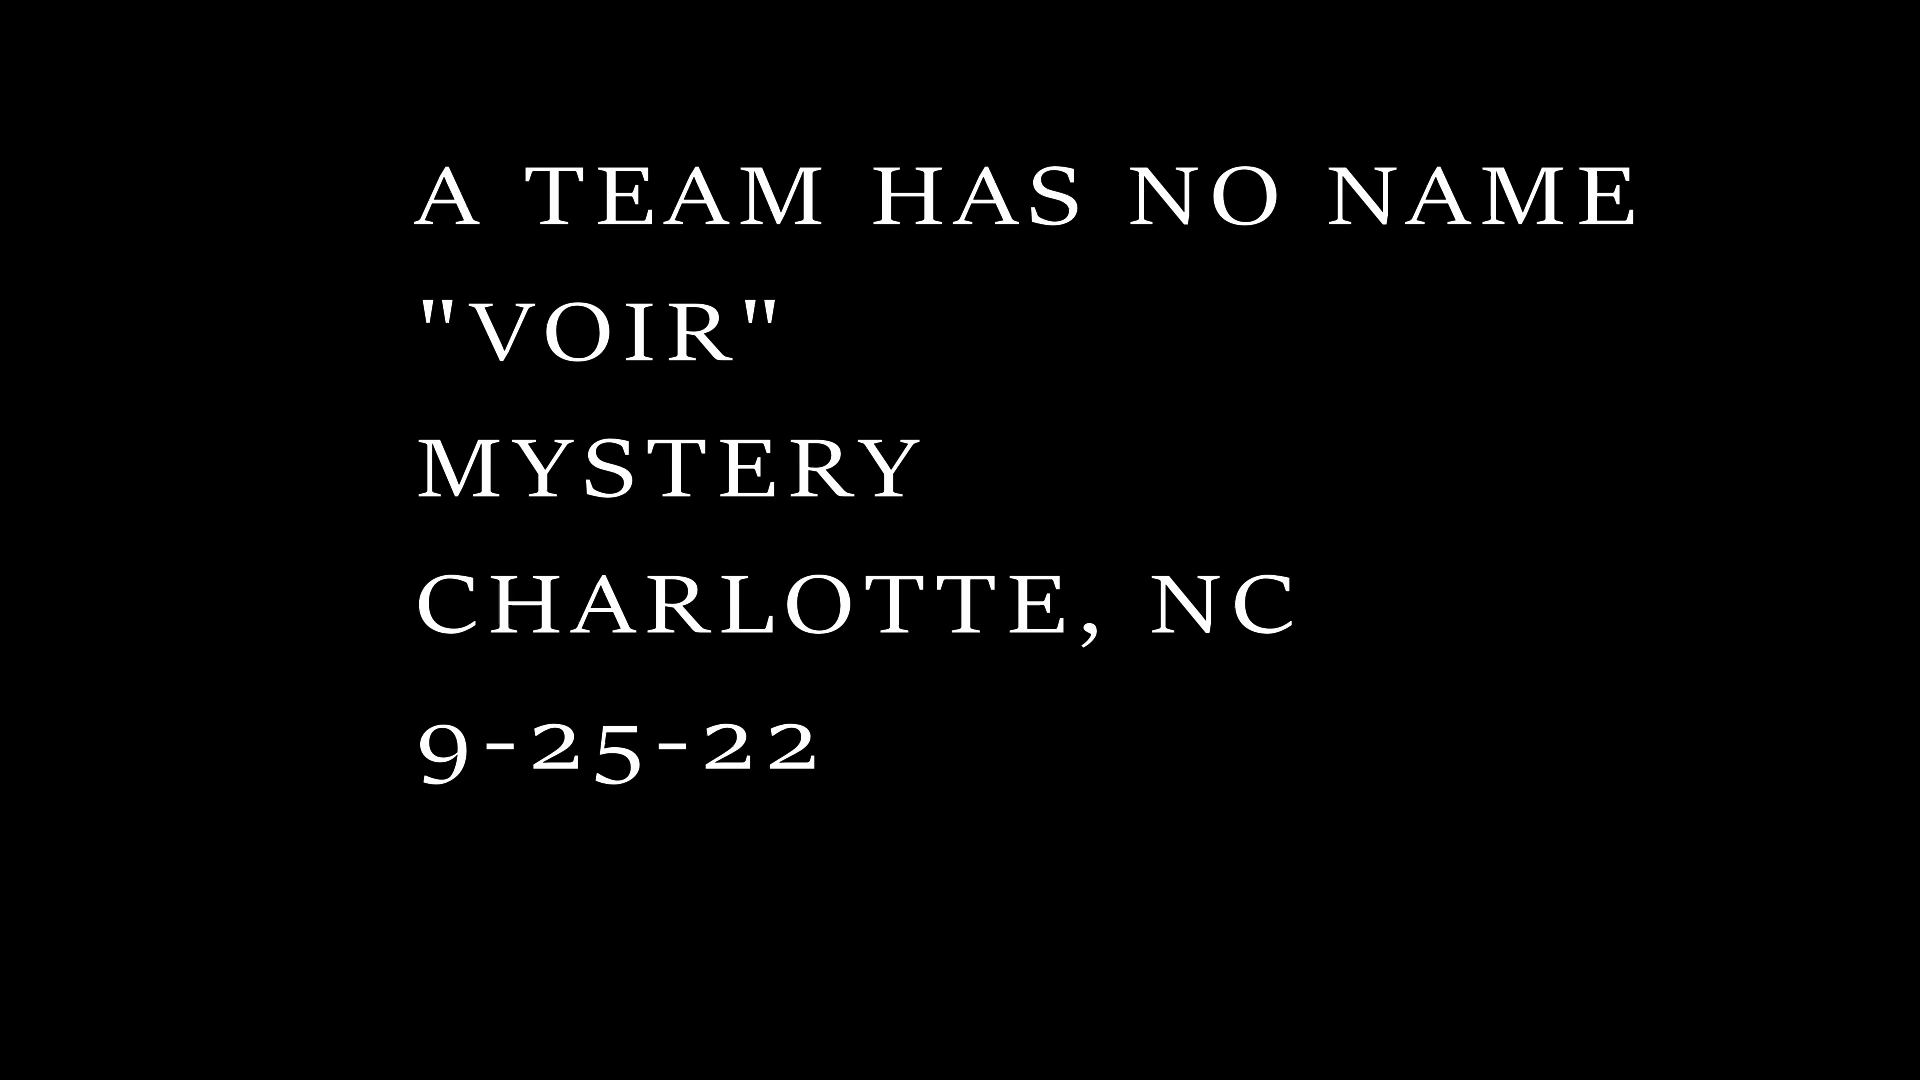 A TEAM HAS NO NAME
"VOIR"
MYSTERY
CHARLOTTE, NC
9-25-22